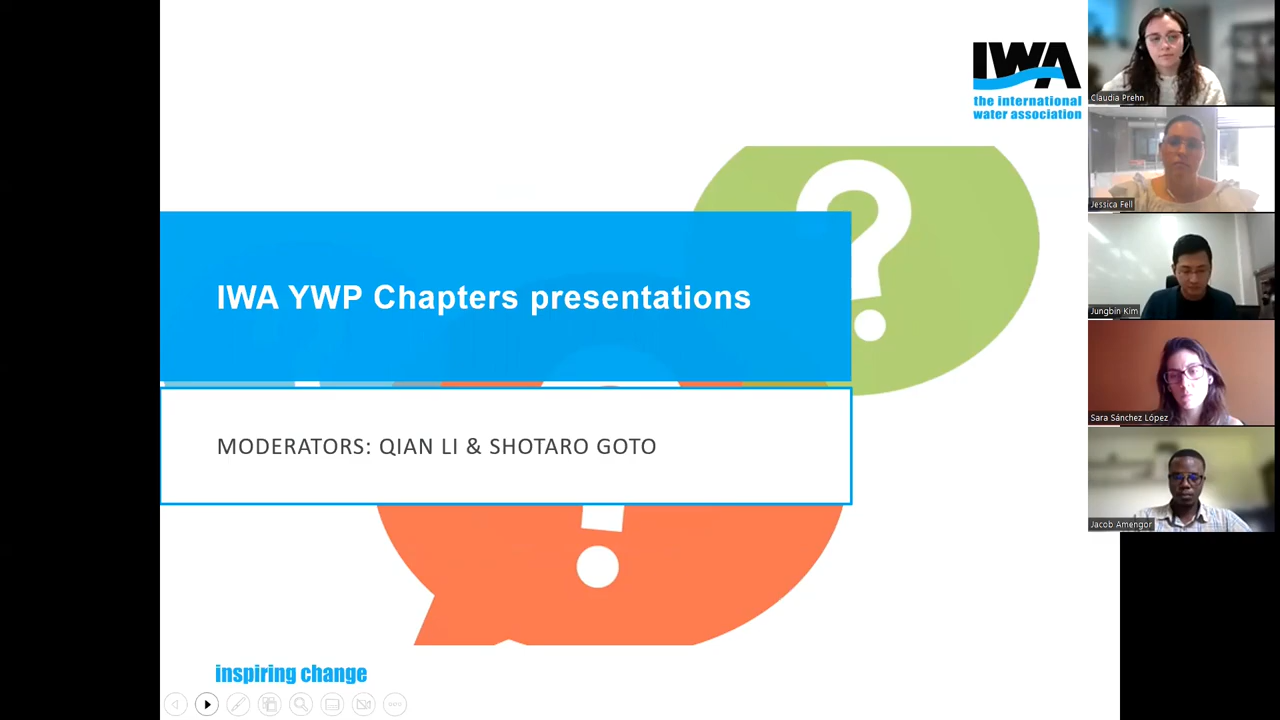 IWA
the international
water association
IWA YWP Chapters presentations
MODERATORS: QIAN LI & SHOTARO GOTO
inspiring change
Claudia Prehn
Jessica Fell
Jungbin Kim
Sara Sánchez López
Jacob Amengor